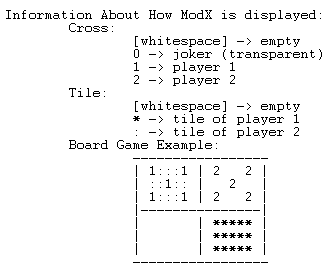 Information About How ModX is displayed:
Cross:
[whitespace] -> empty
0 -> joker (transparent)
1 -> player 1
2 -> player 2
Tile:
[whitespace] -> empty
* -> tile of player 1
: -> tile of player 2
Board Game Example:
-----------------
| 1:::1 | 2   2 |
| ::1:: |   2   |
| 1:::1 | 2   2 |
|---------------|
|       | ***** |
|       | ***** |
|       | ***** |
-----------------